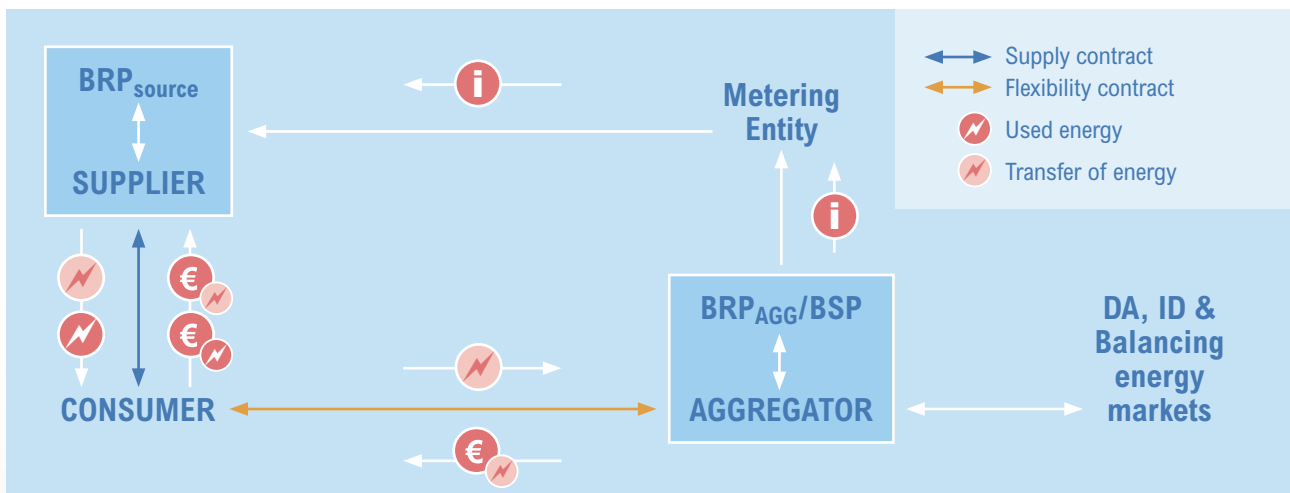 BRPsource
SUPPLIER
i
Metering
Entity
Supply contract
Flexibility contract
Used energy
Transfer of energy
i
€
€
CONSUMER
BRPAGG/BSP
AGGREGATOR
DA, ID &
Balancing
energy
markets
€